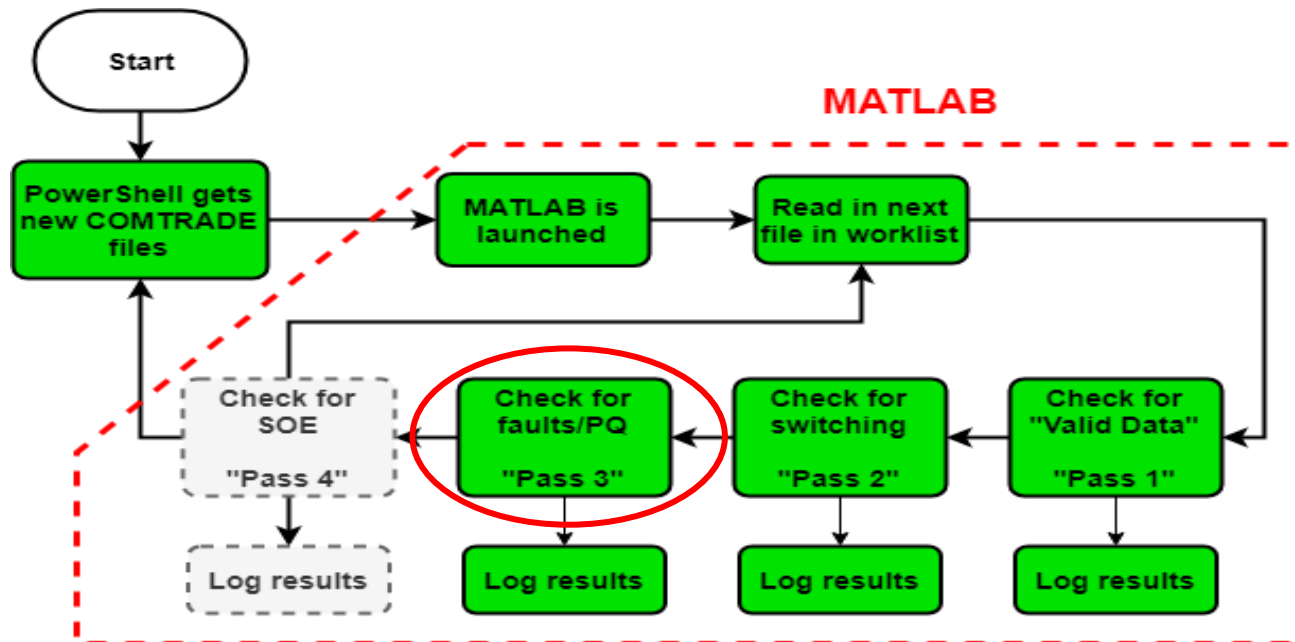 Start
MATLAB
PowerShell gets
new COMTRADE
files
MATLAB is
launched
Read in next
file in worklist
Check for
SOE
"Pass 4"
Check for
faults/PQ
"Pass 3"
Check for
switching
"Pass 2"
Check for
"Valid Data"
"Pass 1"
Log results
Log results
Log results
Log results